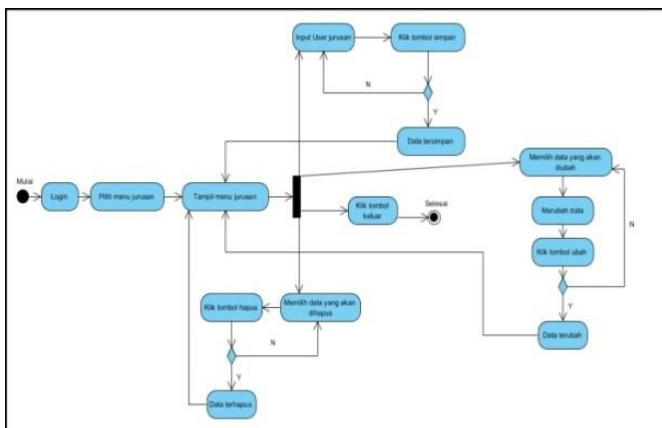 Input User jurusan
Klik tombol simpan
N
Y
Data tersimpan
Memilih data yang akan
diubah
Mulai
Login
Pilih menu jurusan
Tampil menu jurusan
Klik tombol
keluar
Selesai
Merubah data
N
Klik tombol ubah
Y
Klik tombol hapus
Memilih data yang akan
dihapus
Data terubah
N
Y
Data terhapus